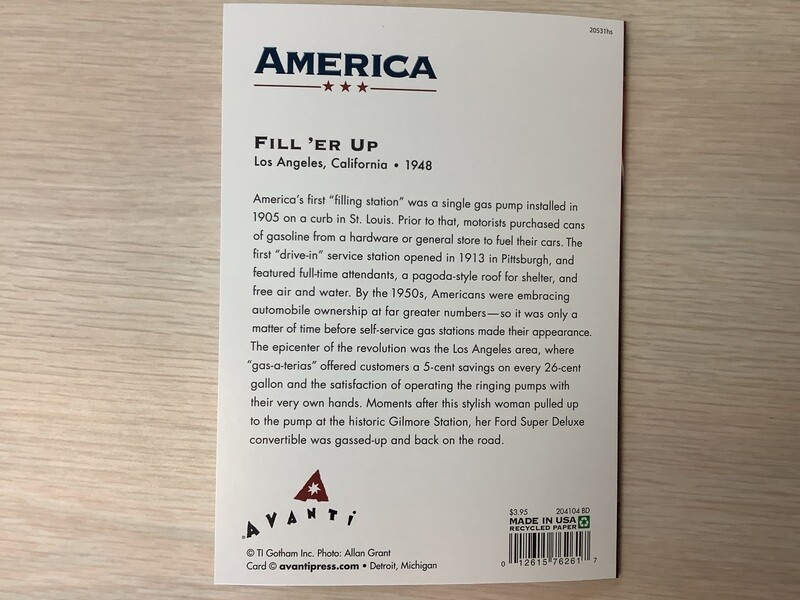 20531hs
AMERICA
FILL 'ER UP
Los Angeles, California • 1948
America's first "filling station" was a single gas pump installed in
1905 on a curb in St. Louis. Prior to that, motorists purchased cans
of gasoline from a hardware or general store to fuel their cars. The
first "drive-in" service station opened in 1913 in Pittsburgh, and
featured full-time attendants, a pagoda-style roof for shelter, and
free air and water. By the 1950s, Americans were embracing
automobile ownership at far greater numbers—so it was only a
matter of time before self-service gas stations made their appearance.
The epicenter of the revolution was the Los Angeles area, where
"gas-a-terias" offered customers a 5-cent savings on every 26-cent
gallon and the satisfaction of operating the ringing pumps with
their very own hands. Moments after this stylish woman pulled up
to the pump at the historic Gilmore Station, her Ford Super Deluxe
convertible was gassed-up and back on the road.
AVANTi
© TI Gotham Inc. Photo: Allan Grant
Card © avantipress.com • Detroit, Michigan
$3.95 204104 BD
MADE IN USA
RECYCLED PAPER
0 12615 76261 7